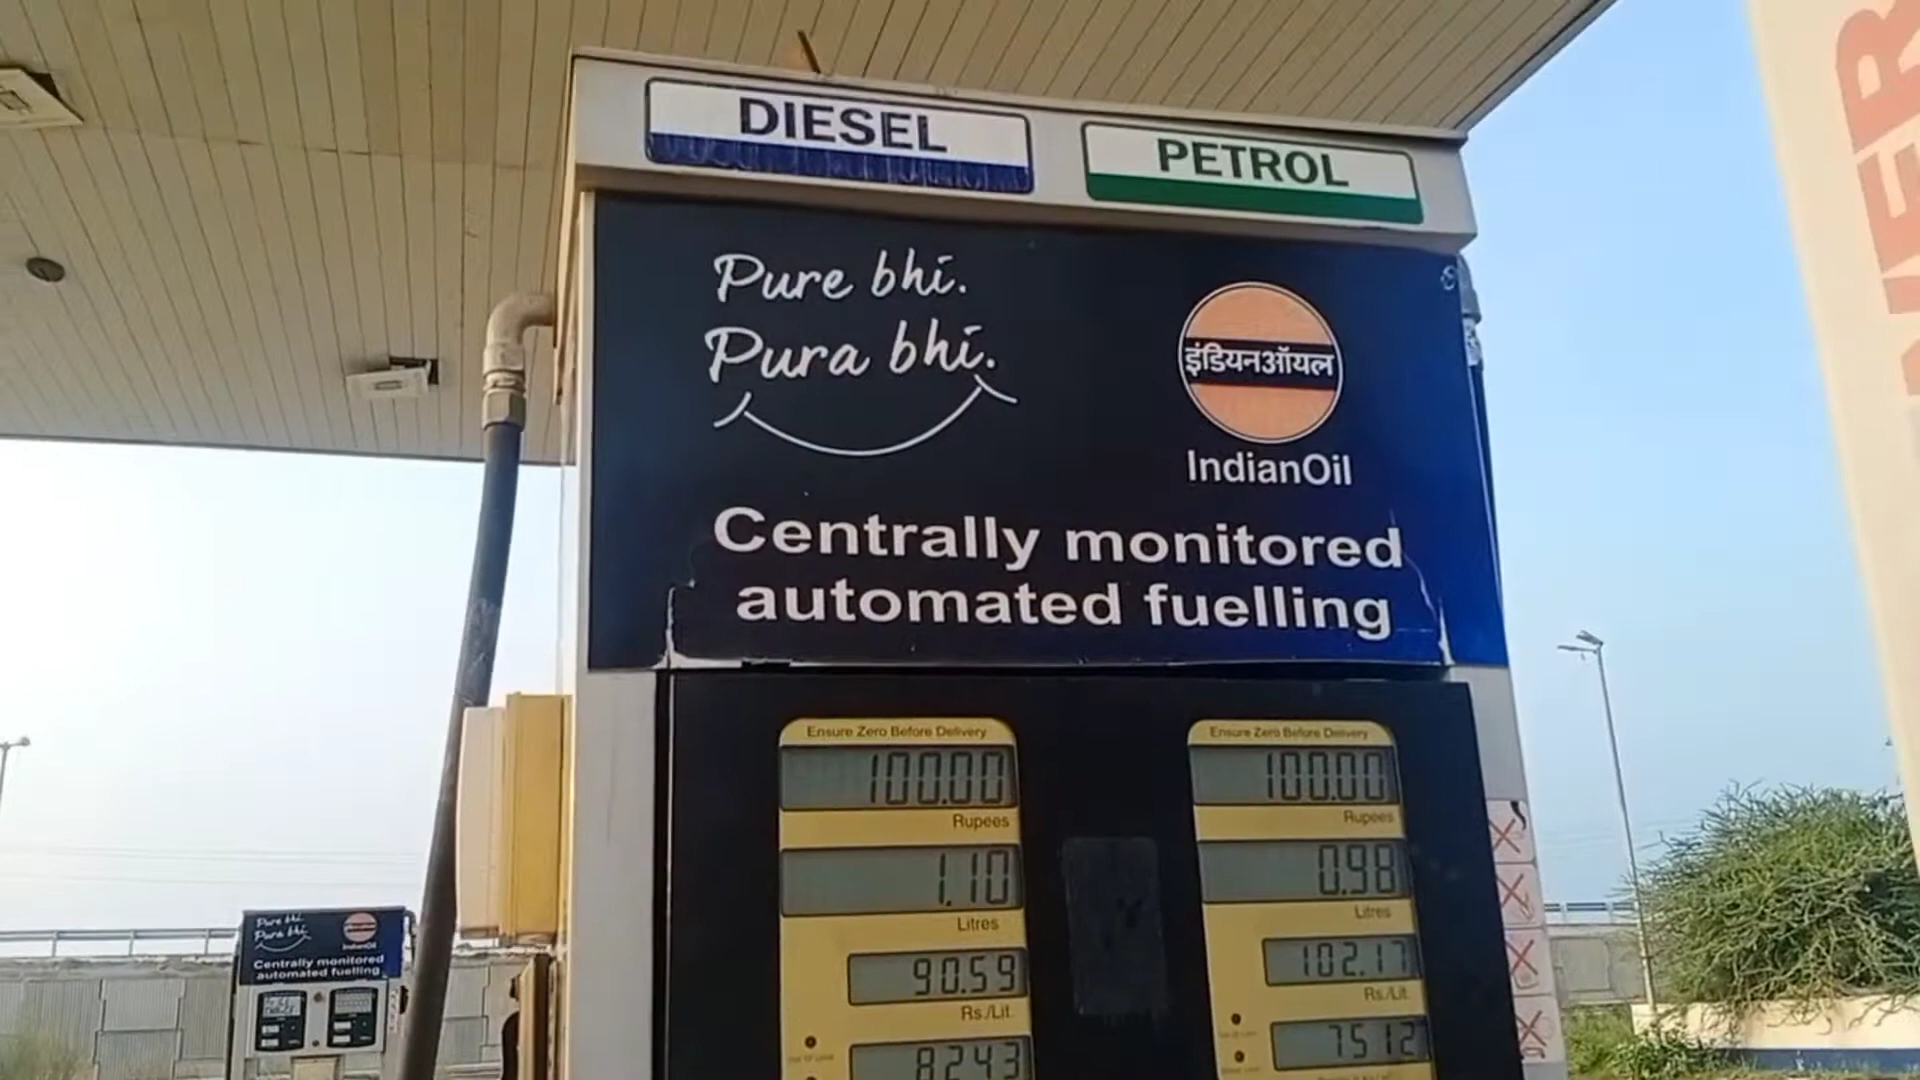 DIESEL
PETROL
Pure bhi.
Pura bhi.
इंडियनऑयल
IndianOil
Centrally monitored
automated fuelling
Ensure Zero Before Delivery
100.00
Rupees
1.10
Litres
90.59
Rs./Lit.
8243
Ensure Zero Before Delivery
100.00
Rupees
0.98
Litres
102.17
Rs./Lit.
7512
Pure bhi.
Pura bhi.
IndianOil
Centrally monitored
automated fuelling